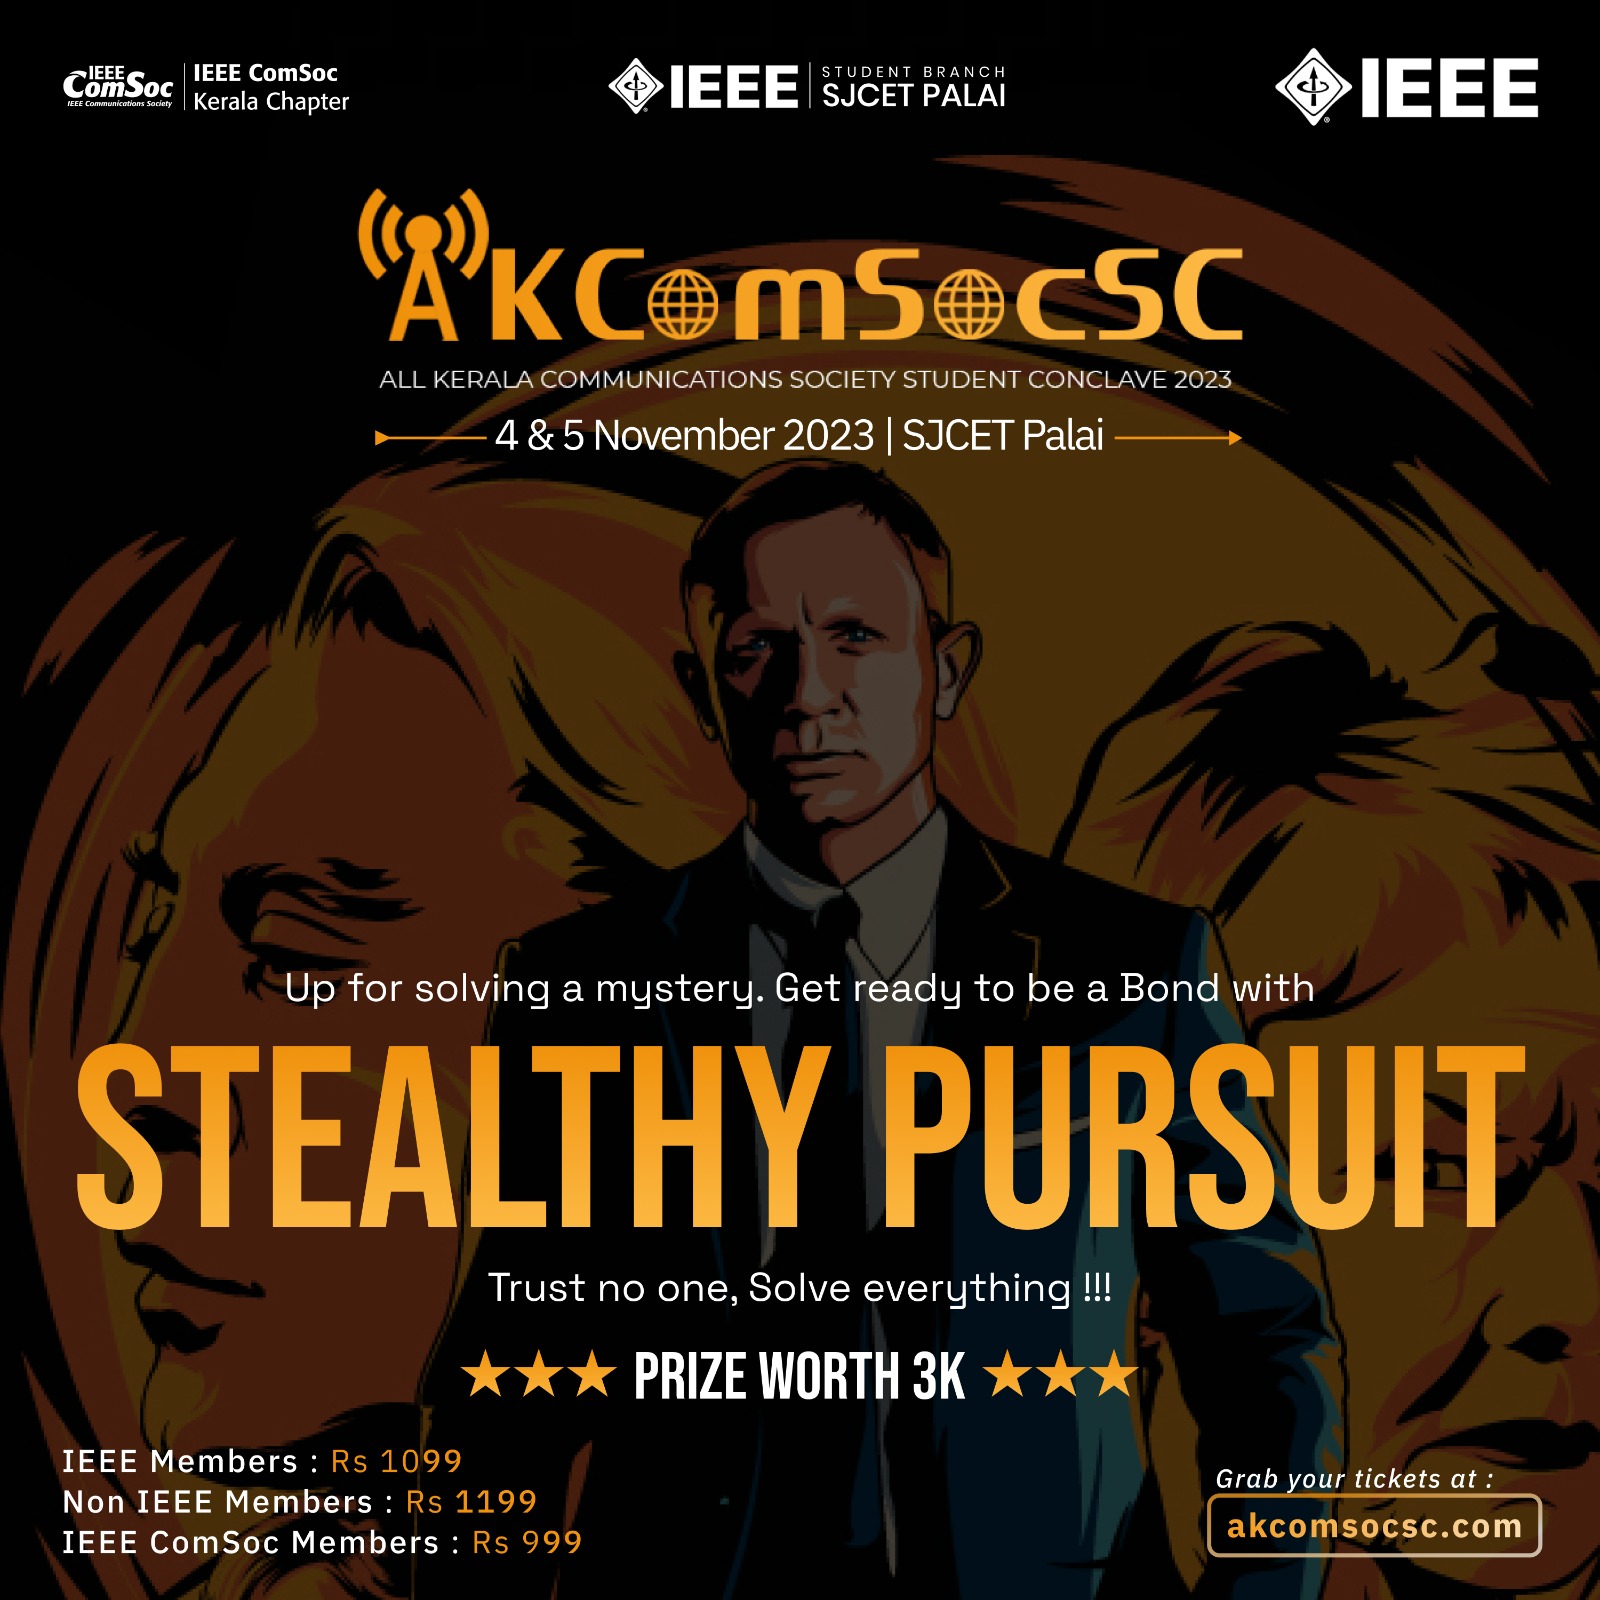 IEEE
ComSoc
IEEE Communications Society
IEEE ComSoc
Kerala Chapter
IEEE
STUDENT BRANCH
SJCET PALAI
IEEE
AKComSocSC
ALL KERALA COMMUNICATIONS SOCIETY STUDENT CONCLAVE 2023
4 & 5 November 2023 | SJCET Palai
Up for solving a mystery. Get ready to be a Bond with
STEALTHY PURSUIT
Trust no one, Solve everything !!!
PRIZE WORTH 3K
IEEE Members : Rs 1099
Non IEEE Members : Rs 1199
IEEE ComSoc Members : Rs 999
Grab your tickets at :
akcomsocsc.com